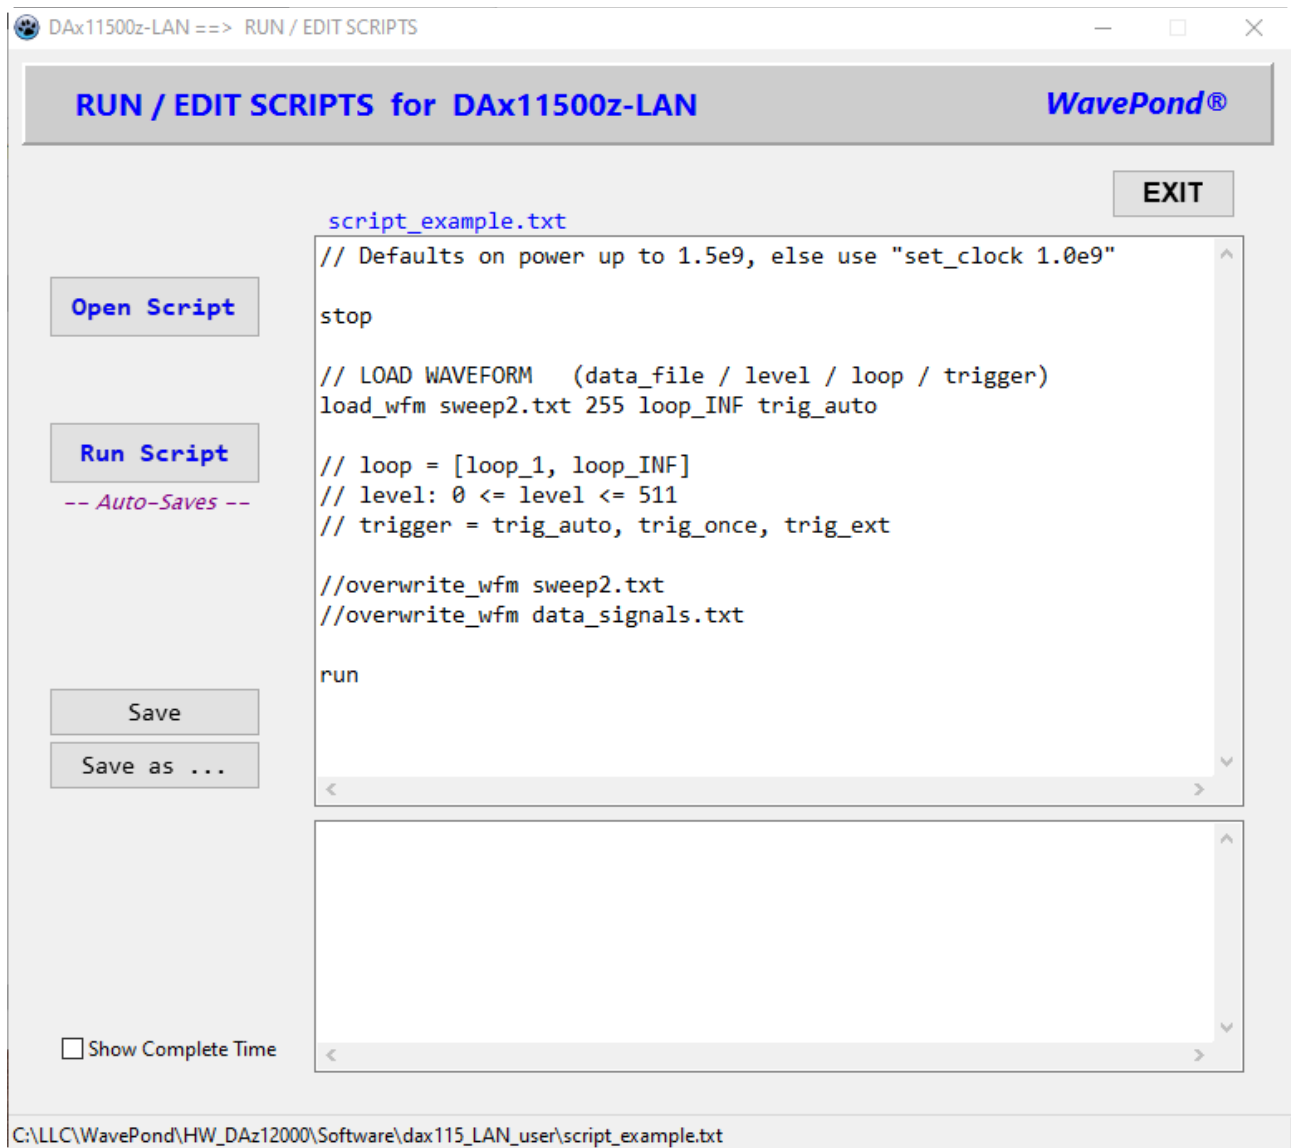 DAx11500z-LAN ==> RUN / EDIT SCRIPTS
RUN / EDIT SCRIPTS for DAx11500z-LAN
WavePond®
EXIT
script_example.txt
Open Script
Run Script
-- Auto-Saves --
Save
Save as ...
// Defaults on power up to 1.5e9, else use "set_clock 1.0e9"
stop
// LOAD WAVEFORM   (data_file / level / loop / trigger)
load_wfm sweep2.txt 255 loop_INF trig_auto
// loop = [loop_1, loop_INF]
// level: 0 <= level <= 511
// trigger = trig_auto, trig_once, trig_ext
//overwrite_wfm sweep2.txt
//overwrite_wfm data_signals.txt
run
Show Complete Time
C:\LLC\WavePond\HW_DAz12000\Software\dax115_LAN_user\script_example.txt